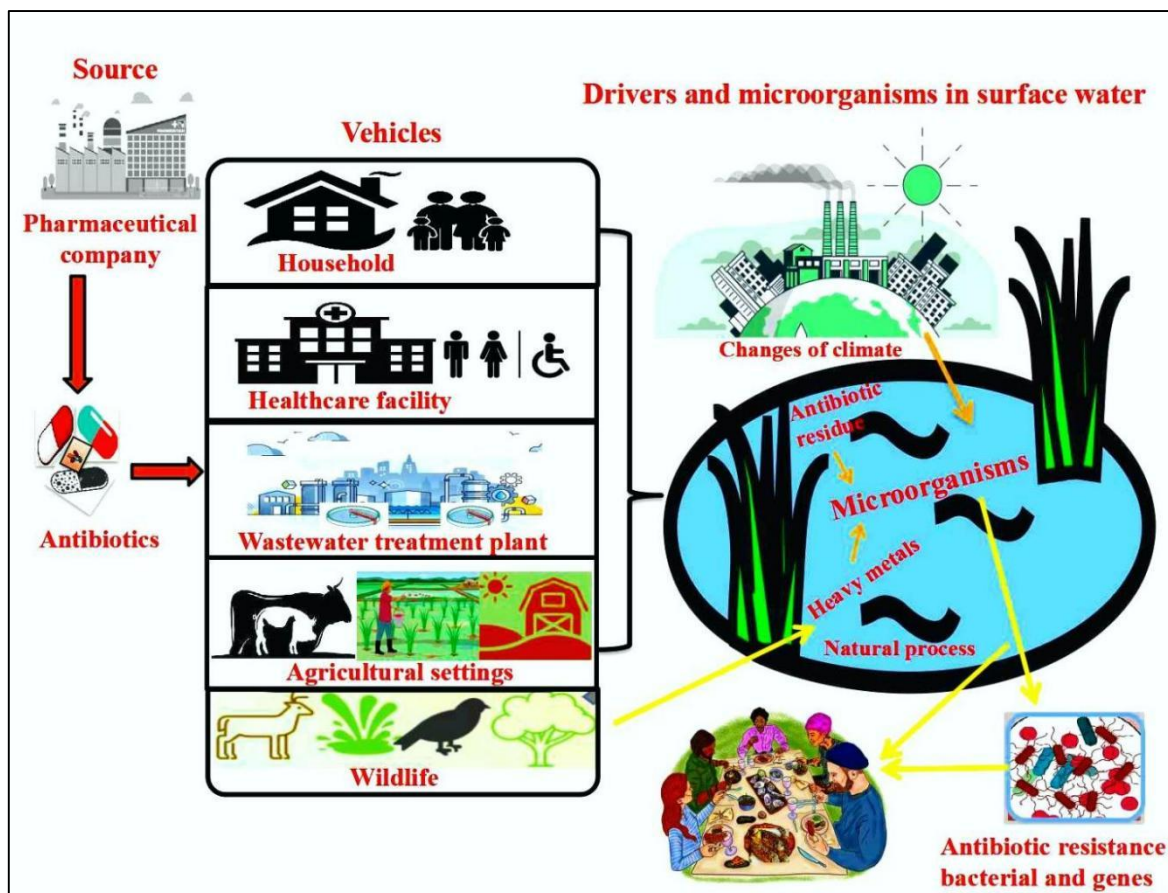 Source
Pharmaceutical
company
Antibiotics
Vehicles
Household
Healthcare facility
Wastewater treatment plant
Agricultural settings
Wildlife
Drivers and microorganisms in surface water
Changes of climate
Antibiotic
residue
Microorganisms
Heavy metals
Natural process
Antibiotic resistance
bacterial and genes